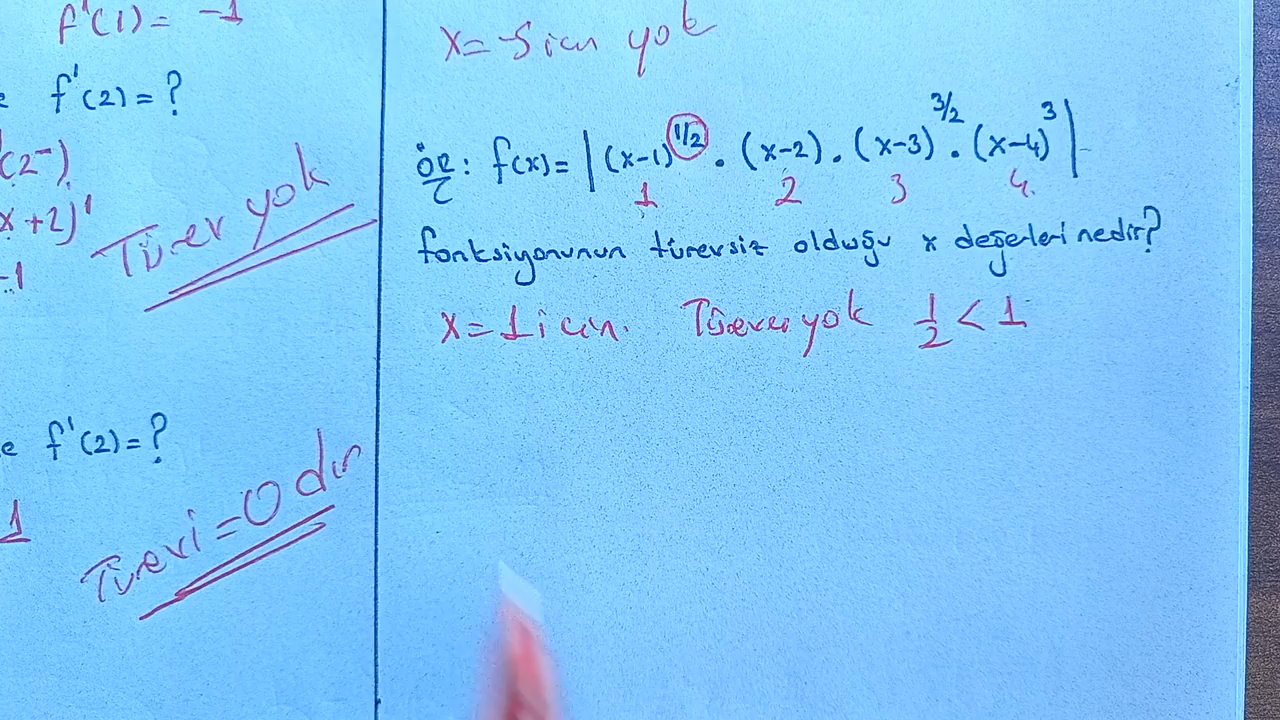 f'(1) = -1
f'(2) = ?
(2⁻)
x+2)'
-1
Türev yok
e f'(2) = ?
1
Türevi = 0 dır
x = -5 için yok
ör: f(x) = |(x-1)^1/2 . (x-2) . (x-3)^3/2 . (x-4)^3|
1 2 3 4
fonksiyonunun türevsiz olduğu x değerleri nedir?
x = 1 için. Türevi yok 1/2 < 1